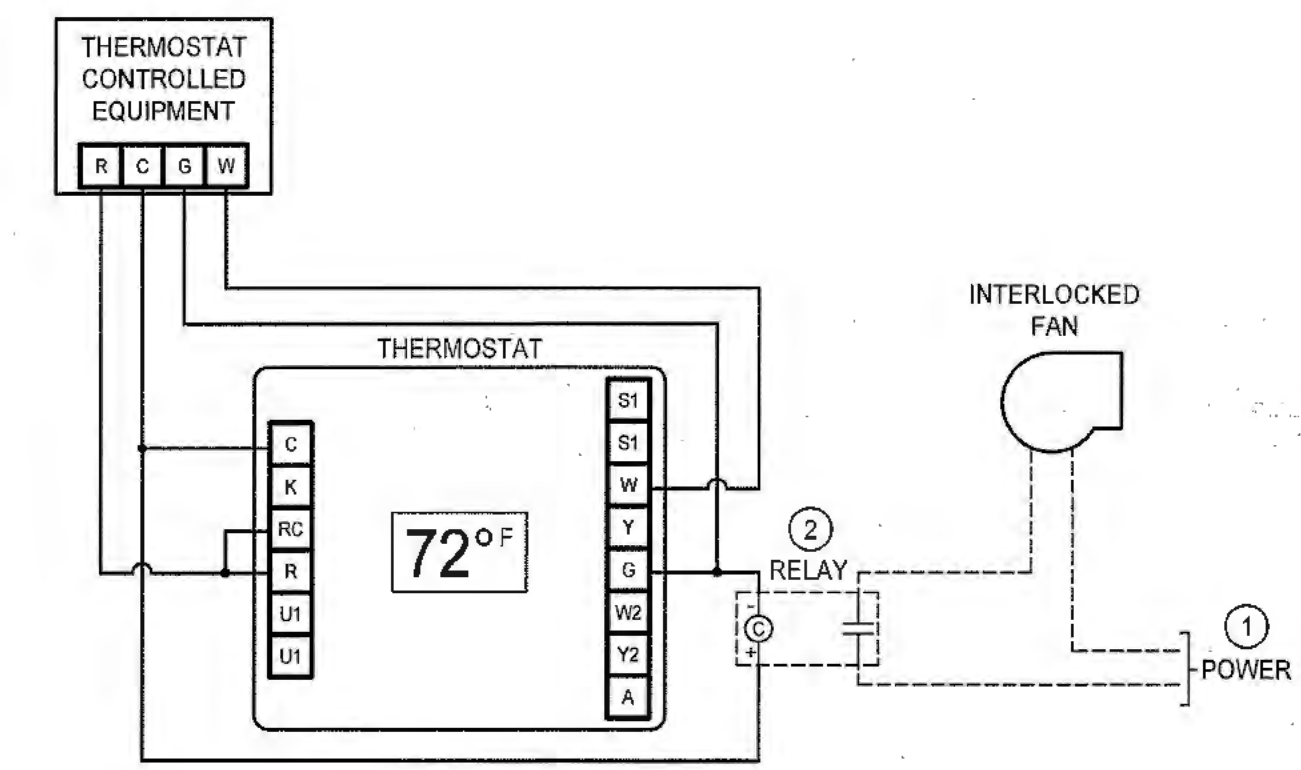 THERMOSTAT
CONTROLLED
EQUIPMENT
R C G W
INTERLOCKED
FAN
THERMOSTAT
C
K
RC
R
U1
U1
72° F
S1
S1
W
Y
G
W2
Y2
A
2
RELAY
-
C
+
1
POWER